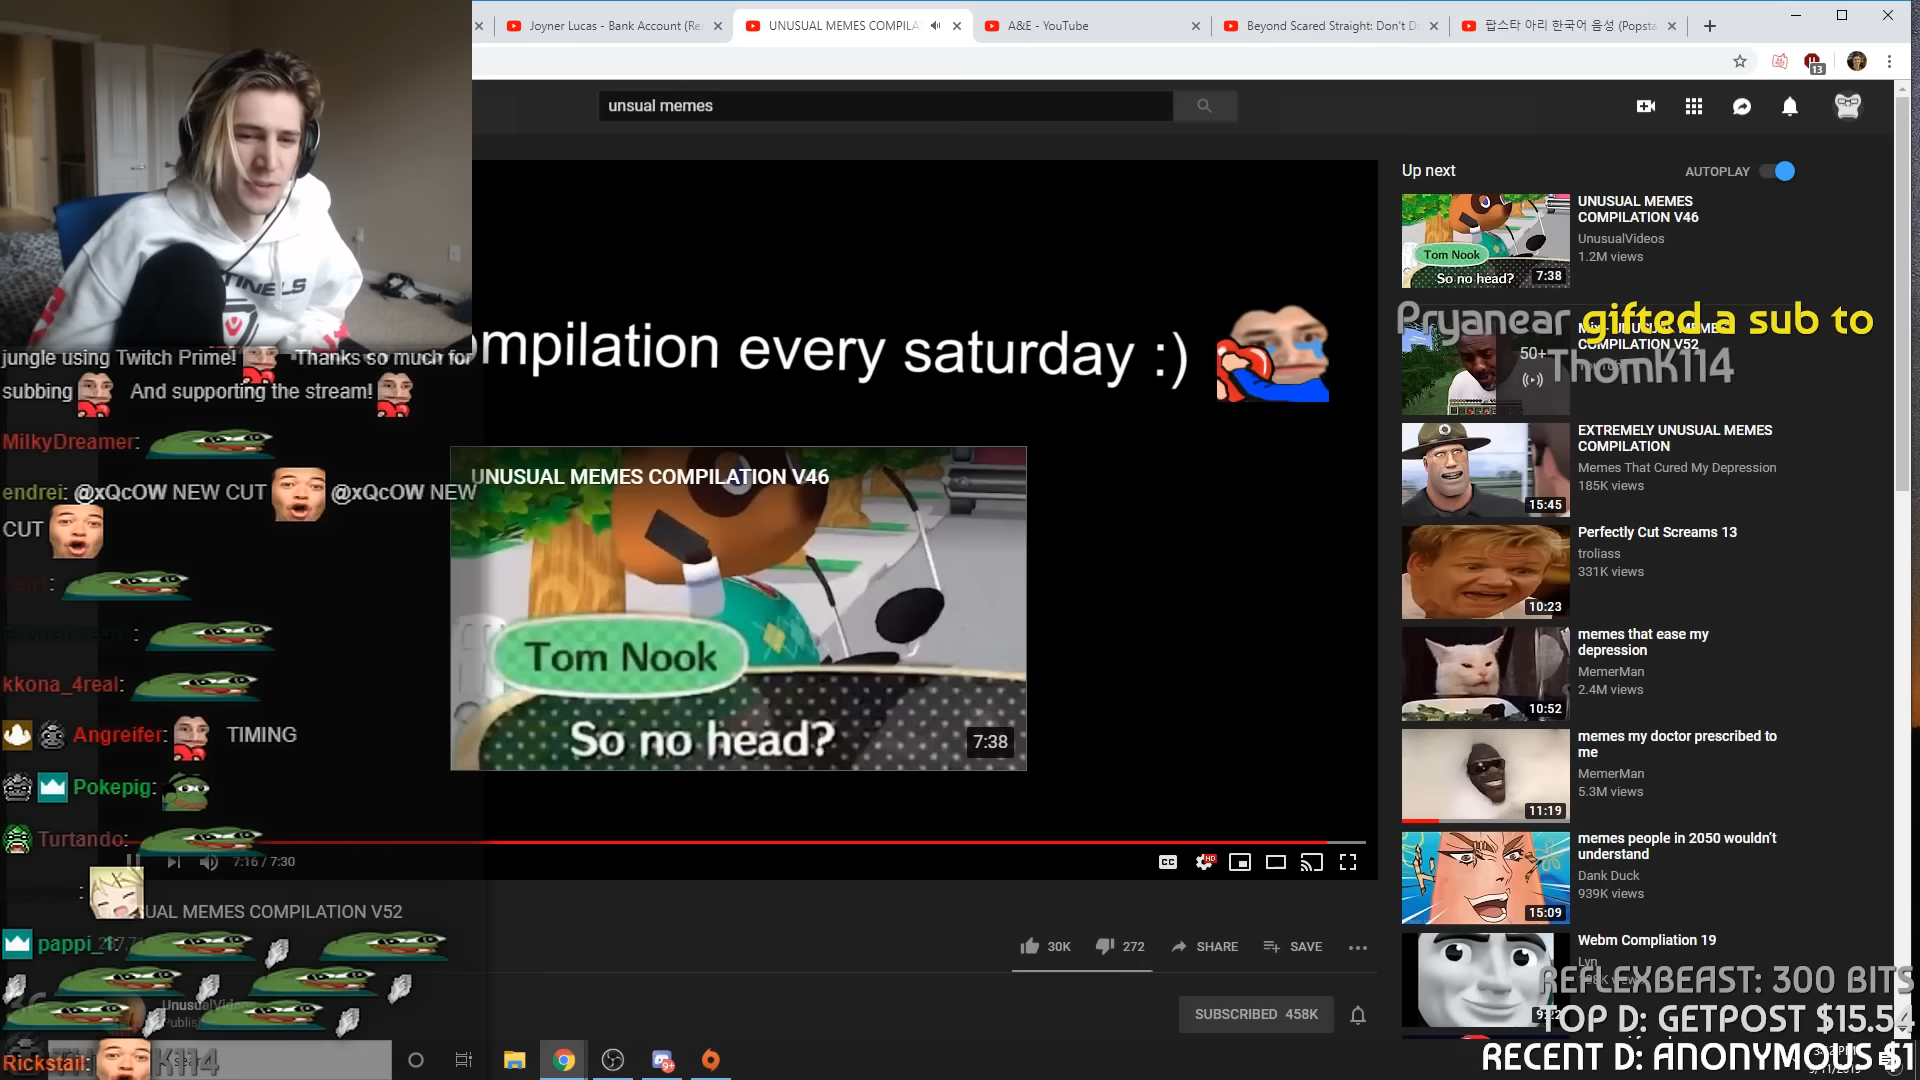 Joyner Lucas - Bank Account (Re
UNUSUAL MEMES COMPILA
A&E - YouTube
Beyond Scared Straight: Don't D
팝스타 아리 한국어 음성 (Popsta
13
unsual memes
Up next
AUTOPLAY
UNUSUAL MEMES
COMPILATION V46
UnusualVideos
1.2M views
Tom Nook
So no head?
7:38
Pryanear gifted a sub to
ThomK114
COMPILATION V52
50+
mpilation every saturday :)
jungle using Twitch Prime! Thanks so much for
subbing And supporting the stream!
MilkyDreamer:
endrei: @xQcOW NEW CUT @xQcOW NEW
CUT
kkona_4real:
Angreifer: TIMING
Pokepig:
Turtando:
pappi_
Rickstail:
UNUSUAL MEMES COMPILATION V46
Tom Nook
So no head?
7:38
7:16 / 7:30
CC
HD
UAL MEMES COMPILATION V52
30K
272
SHARE
SAVE
SUBSCRIBED 458K
EXTREMELY UNUSUAL MEMES
COMPILATION
Memes That Cured My Depression
185K views
15:45
Perfectly Cut Screams 13
troliass
331K views
10:23
memes that ease my
depression
MemerMan
2.4M views
10:52
memes my doctor prescribed to
me
MemerMan
5.3M views
11:19
memes people in 2050 wouldn't
understand
Dank Duck
939K views
15:09
Webm Compliation 19
REFLEXBEAST: 300 BITS
TOP D: GETPOST $15.54
RECENT D: ANONYMOUS $1